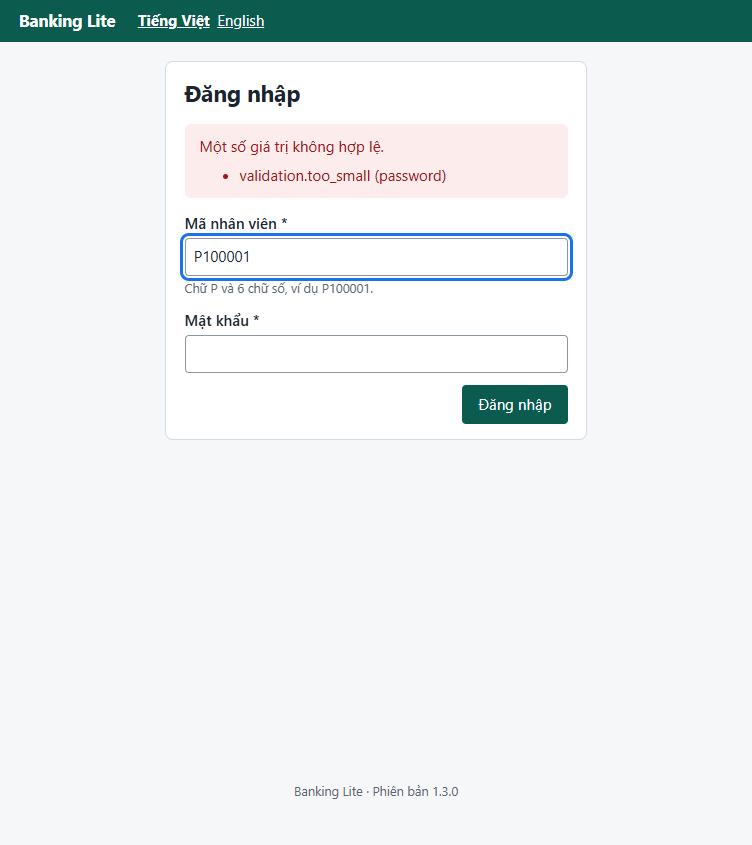 Banking Lite Tiếng Việt English
Đăng nhập
Một số giá trị không hợp lệ.
validation.too_small (password)
Mã nhân viên *
P100001
Chữ P và 6 chữ số, ví dụ P100001.
Mật khẩu *
Đăng nhập
Banking Lite · Phiên bản 1.3.0